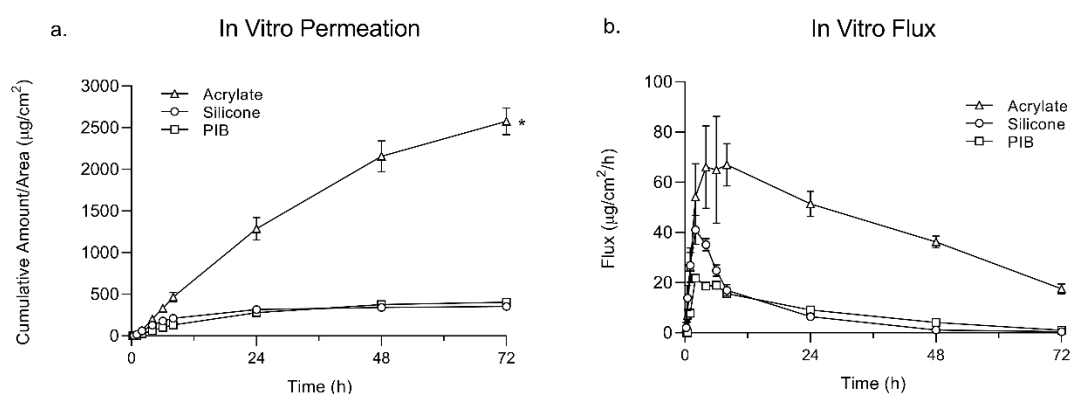 a.
In Vitro Permeation
Cumulative Amount/Area (μg/cm²)
3000
2500
2000
1500
1000
500
0
Acrylate
Silicone
PIB
*
0 24 48 72
Time (h)
b.
In Vitro Flux
Flux (μg/cm²/h)
100
80
60
40
20
0
Acrylate
Silicone
PIB
0 24 48 72
Time (h)